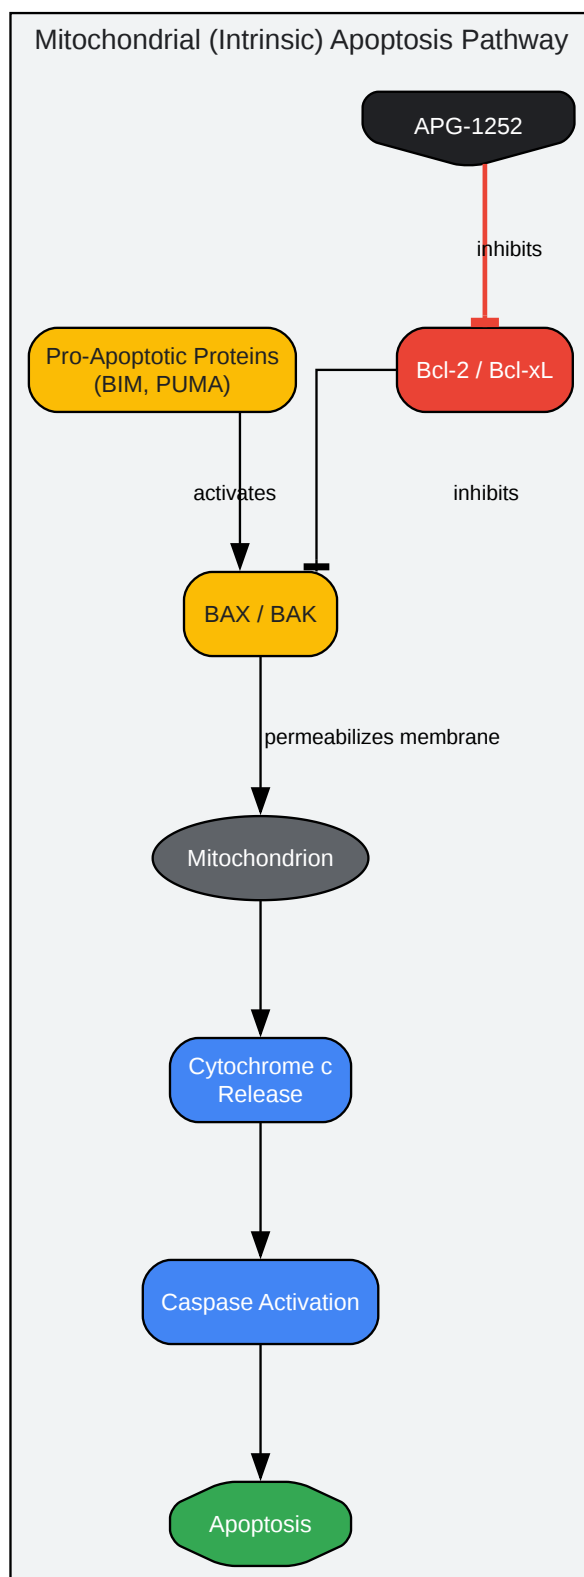 Mitochondrial (Intrinsic) Apoptosis Pathway
APG-1252
inhibits
Pro-Apoptotic Proteins
(BIM, PUMA)
Bcl-2 / Bcl-xL
activates
inhibits
BAX / BAK
permeabilizes membrane
Mitochondrion
Cytochrome c
Release
Caspase Activation
Apoptosis